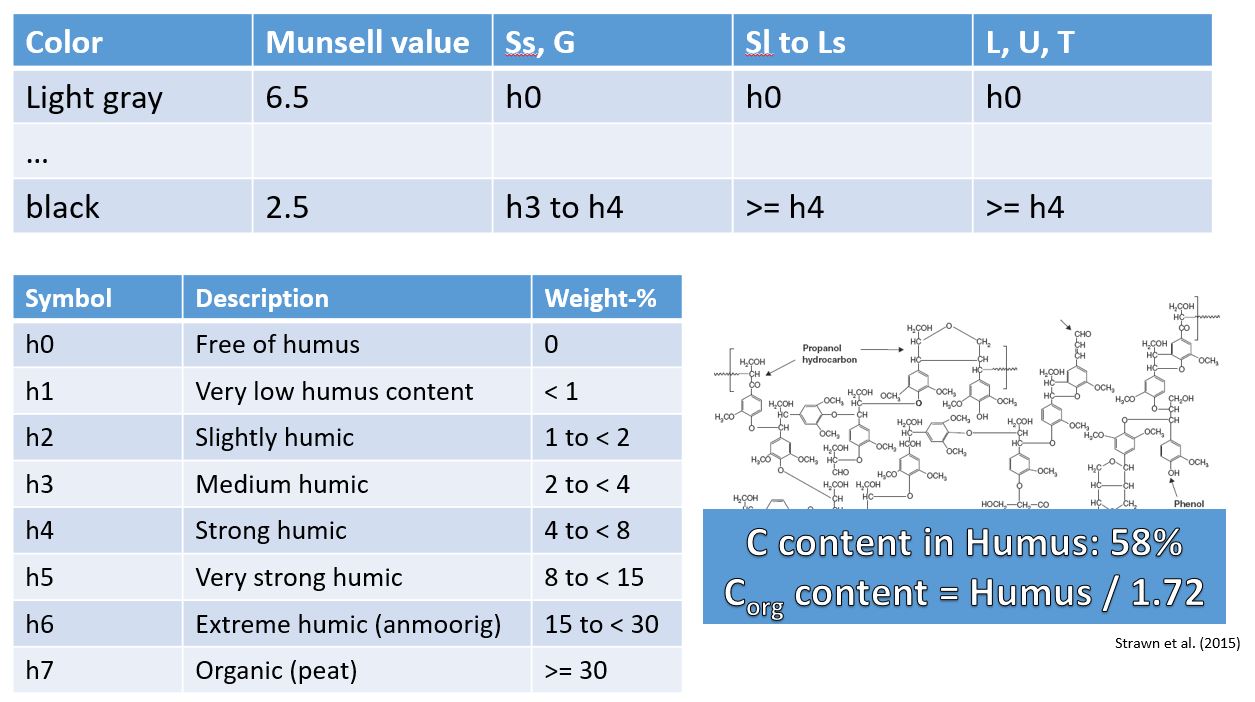 Color Munsell value Ss, G Sl to Ls L, U, T
Light gray 6.5 h0 h0 h0
...
black 2.5 h3 to h4 >= h4 >= h4
Symbol Description Weight-%
h0 Free of humus 0
h1 Very low humus content < 1
h2 Slightly humic 1 to < 2
h3 Medium humic 2 to < 4
h4 Strong humic 4 to < 8
h5 Very strong humic 8 to < 15
h6 Extreme humic (anmoorig) 15 to < 30
h7 Organic (peat) >= 30
Propanol
hydrocarbon
Phenol
C content in Humus: 58%
Corg content = Humus / 1.72
Strawn et al. (2015)